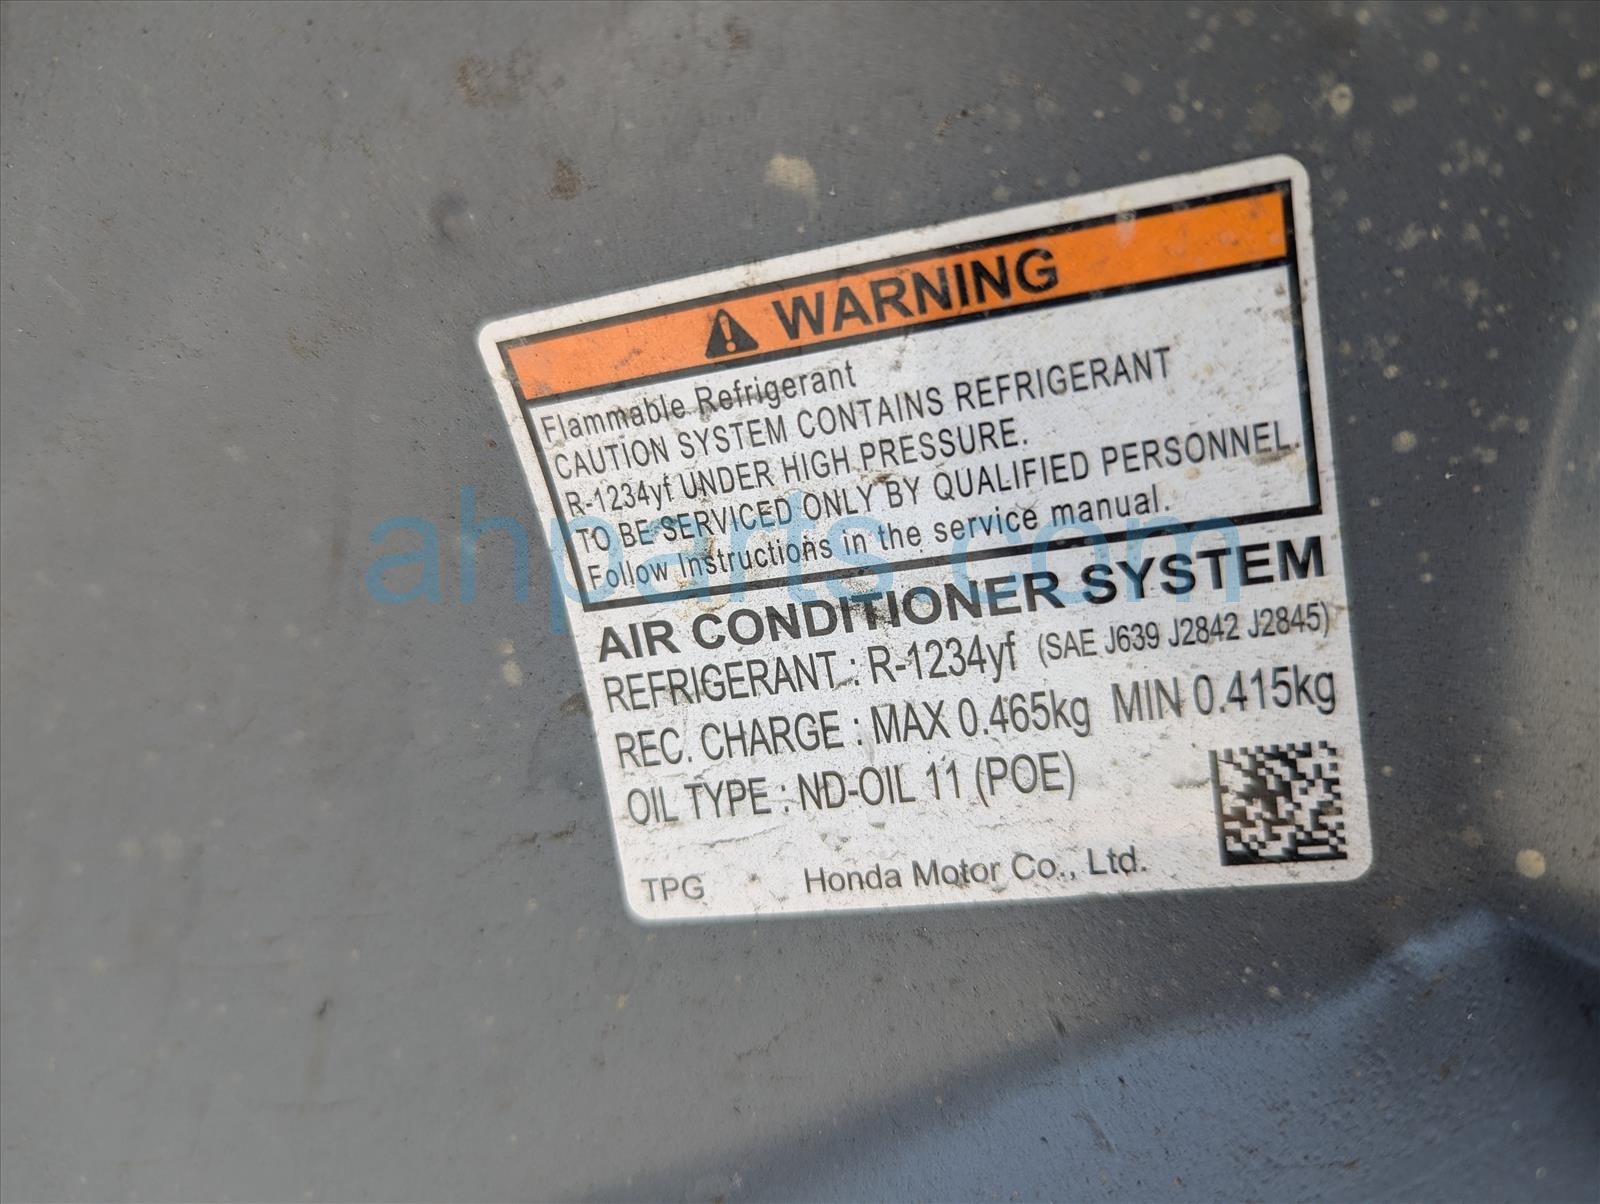 WARNING
Flammable Refrigerant
CAUTION SYSTEM CONTAINS REFRIGERANT
R-1234yf UNDER HIGH PRESSURE.
TO BE SERVICED ONLY BY QUALIFIED PERSONNEL.
Follow Instructions in the service manual.
ahparts.com
AIR CONDITIONER SYSTEM
REFRIGERANT : R-1234yf (SAE J639 J2842 J2845)
REC. CHARGE : MAX 0.465kg MIN 0.415kg
OIL TYPE : ND-OIL 11 (POE)
TPG Honda Motor Co., Ltd.